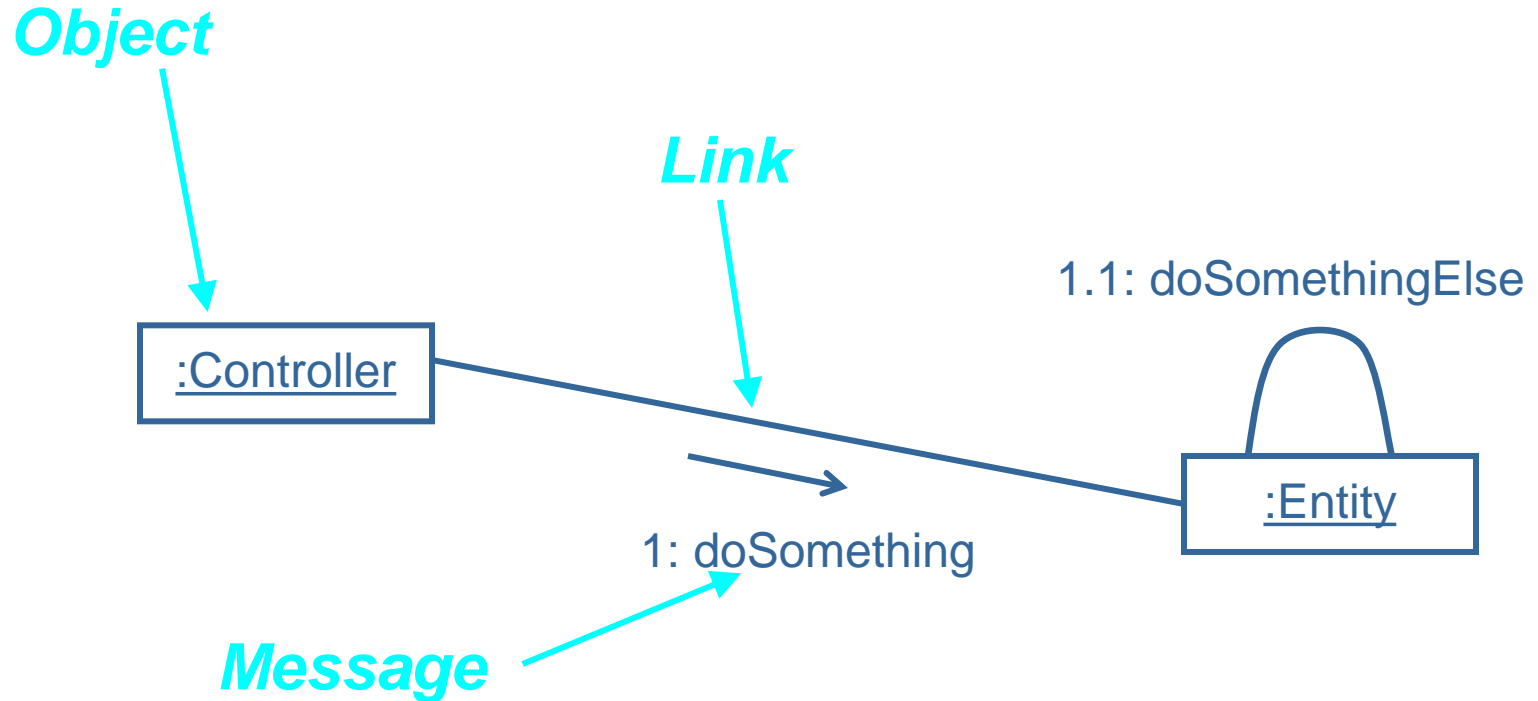 Object
Link
1.1: doSomethingElse
:Controller
:Entity
1: doSomething
Message